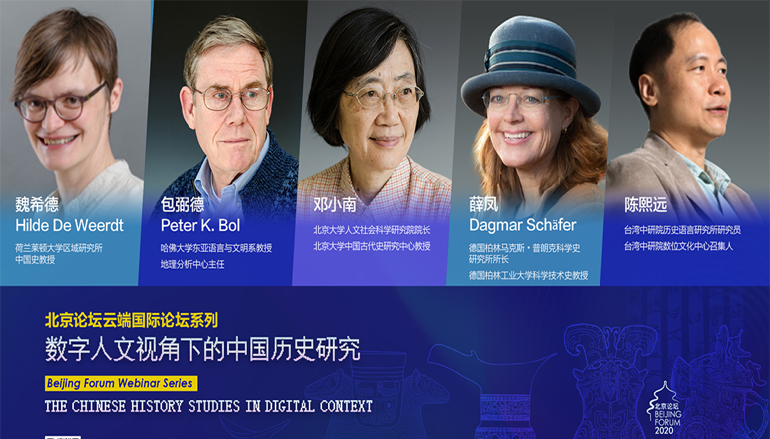 魏希德
Hilde De Weerdt
荷兰莱顿大学区域研究所
中国史教授
包弼德
Peter K. Bol
哈佛大学东亚语言与文明系教授
地理分析中心主任
邓小南
北京大学人文社会科学研究院院长
北京大学中国古代史研究中心教授
薛凤
Dagmar Schäfer
德国柏林马克斯·普朗克科学史
研究所所长
德国柏林工业大学科学技术史教授
陈熙远
台湾中研院历史语言研究所研究员
台湾中研院数位文化中心召集人
北京论坛云端国际论坛系列
数字人文视角下的中国历史研究
Beijing Forum Webinar Series
THE CHINESE HISTORY STUDIES IN DIGITAL CONTEXT
北京论坛
BEIJING
FORUM
2020